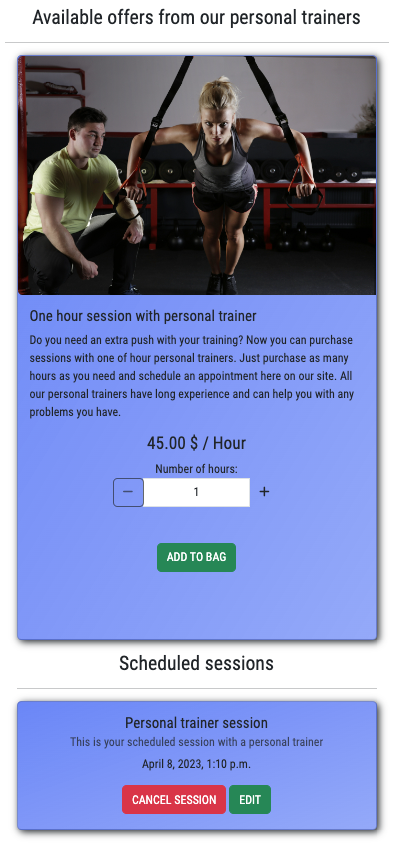 Available offers from our personal trainers
One hour session with personal trainer
Do you need an extra push with your training? Now you can purchase
sessions with one of hour personal trainers. Just purchase as many
hours as you need and schedule an appointment here on our site. All
our personal trainers have long experience and can help you with any
problems you have.
45.00 $ / Hour
Number of hours:
− 1 +
ADD TO BAG
Scheduled sessions
Personal trainer session
This is your scheduled session with a personal trainer
April 8, 2023, 1:10 p.m.
CANCEL SESSION EDIT